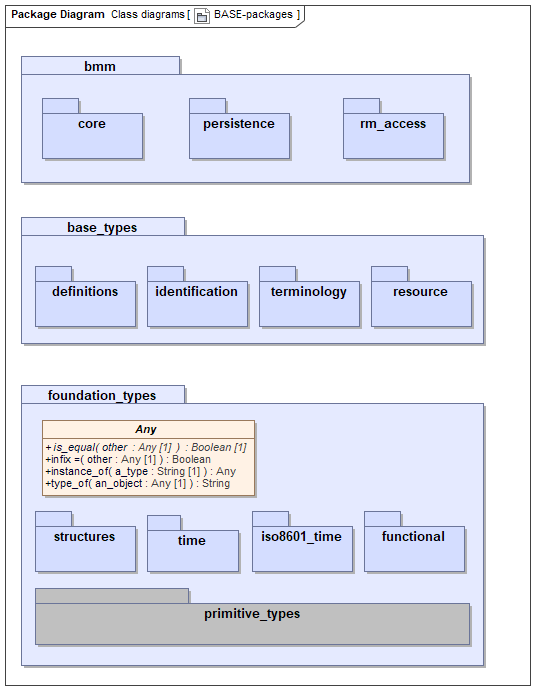 Package Diagram Class diagrams [ BASE-packages ]
bmm
core persistence rm_access
base_types
definitions identification terminology resource
foundation_types
Any
+ is_equal( other : Any [1] ) : Boolean [1]
+infix =( other : Any [1] ) : Boolean
+instance_of( a_type : String [1] ) : Any
+type_of( an_object : Any [1] ) : String
structures time iso8601_time functional
primitive_types